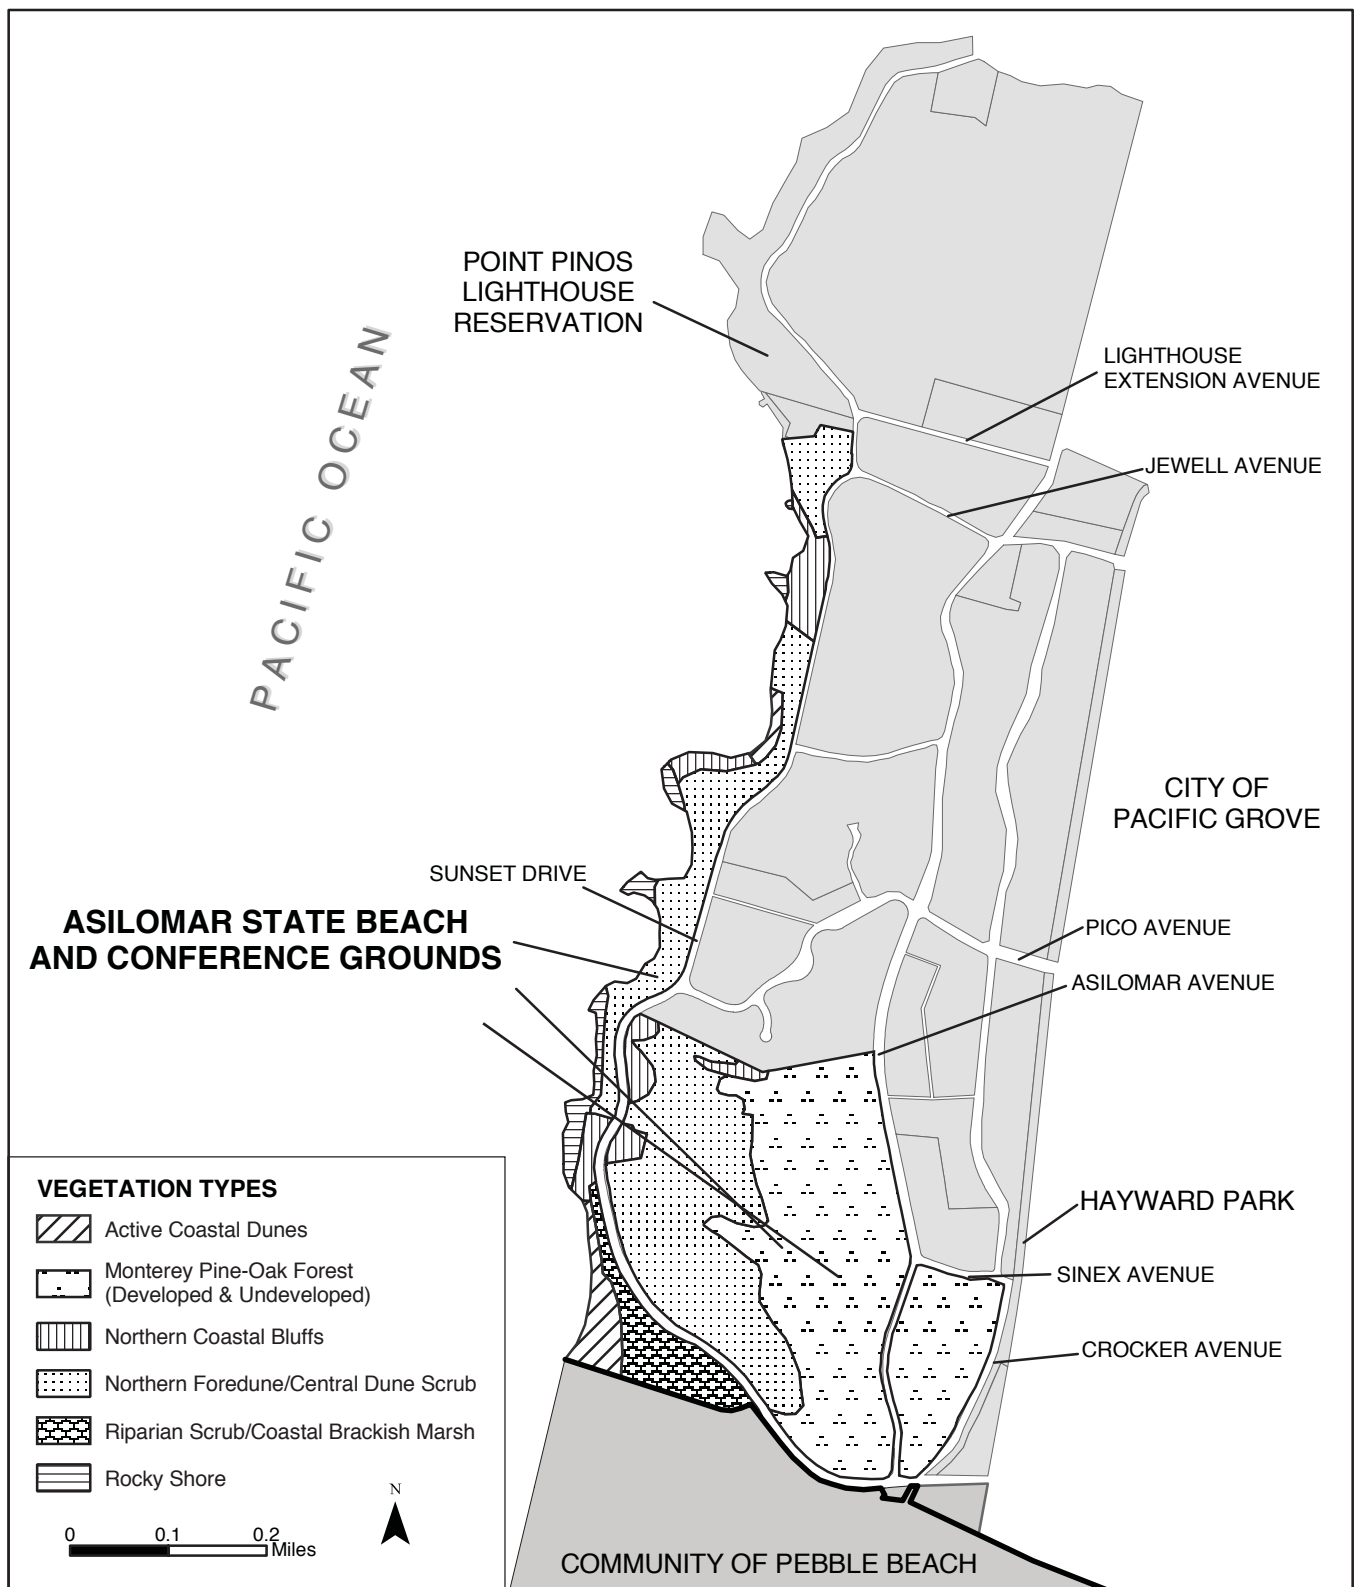 POINT PINOS
LIGHTHOUSE
RESERVATION
PACIFIC OCEAN
LIGHTHOUSE
EXTENSION AVENUE
JEWELL AVENUE
CITY OF
PACIFIC GROVE
SUNSET DRIVE
ASILOMAR STATE BEACH
AND CONFERENCE GROUNDS
PICO AVENUE
ASILOMAR AVENUE
HAYWARD PARK
SINEX AVENUE
CROCKER AVENUE
VEGETATION TYPES
Active Coastal Dunes
Monterey Pine-Oak Forest
(Developed & Undeveloped)
Northern Coastal Bluffs
Northern Foredune/Central Dune Scrub
Riparian Scrub/Coastal Brackish Marsh
Rocky Shore
N
0 0.1 0.2
Miles
COMMUNITY OF PEBBLE BEACH